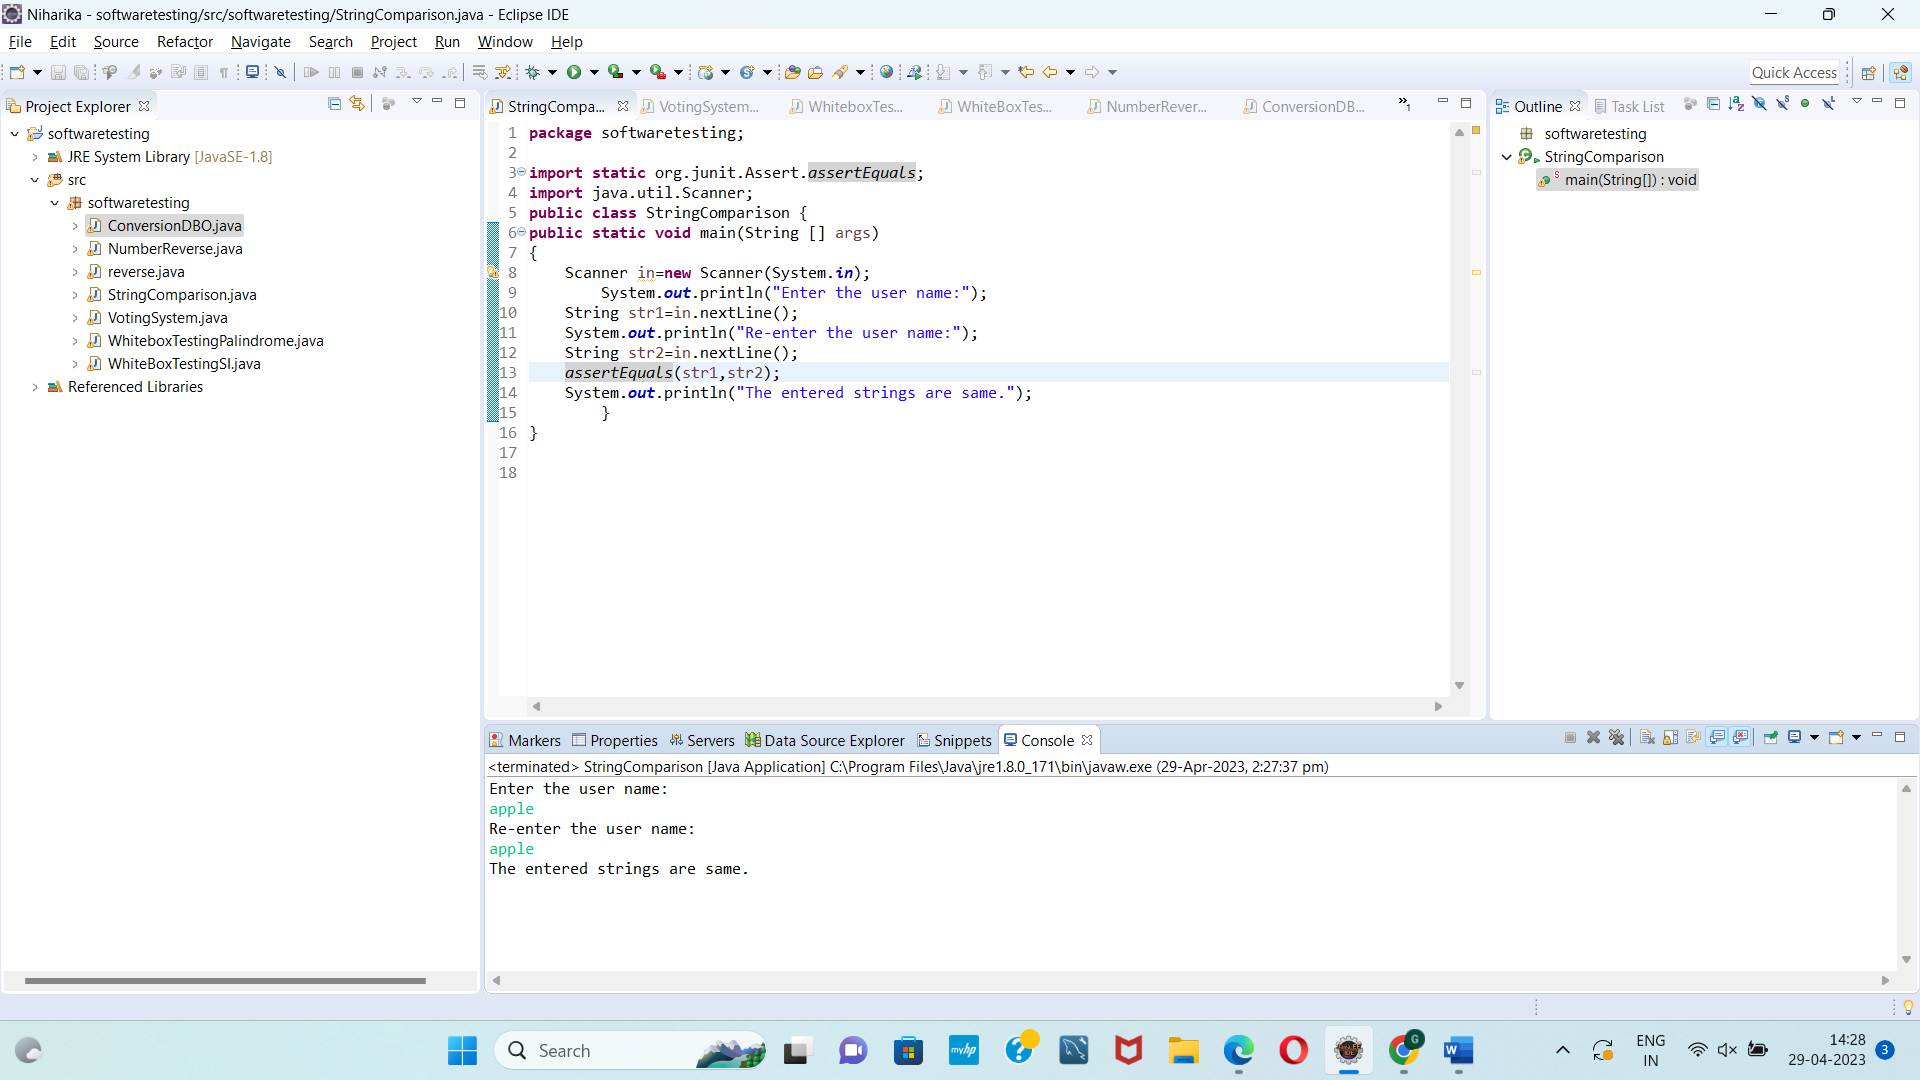 Niharika - softwaretesting/src/softwaretesting/StringComparison.java - Eclipse IDE
File Edit Source Refactor Navigate Search Project Run Window Help
Quick Access
Project Explorer
softwaretesting
JRE System Library [JavaSE-1.8]
src
softwaretesting
ConversionDBO.java
NumberReverse.java
reverse.java
StringComparison.java
VotingSystem.java
WhiteboxTestingPalindrome.java
WhiteBoxTestingSI.java
Referenced Libraries
StringCompa... VotingSystem... WhiteboxTes... WhiteBoxTes... NumberRever... ConversionDB... »1
1 package softwaretesting;
2
3 import static org.junit.Assert.assertEquals;
4 import java.util.Scanner;
5 public class StringComparison {
6 public static void main(String [] args)
7 {
8     Scanner in=new Scanner(System.in);
9         System.out.println("Enter the user name:");
10     String str1=in.nextLine();
11     System.out.println("Re-enter the user name:");
12     String str2=in.nextLine();
13     assertEquals(str1,str2);
14     System.out.println("The entered strings are same.");
15         }
16 }
17
18
Outline Task List
softwaretesting
StringComparison
main(String[]) : void
Markers Properties Servers Data Source Explorer Snippets Console
<terminated> StringComparison [Java Application] C:\Program Files\Java\jre1.8.0_171\bin\javaw.exe (29-Apr-2023, 2:27:37 pm)
Enter the user name:
apple
Re-enter the user name:
apple
The entered strings are same.
Search
myhp
G
W
ENG
IN
14:28
29-04-2023
3